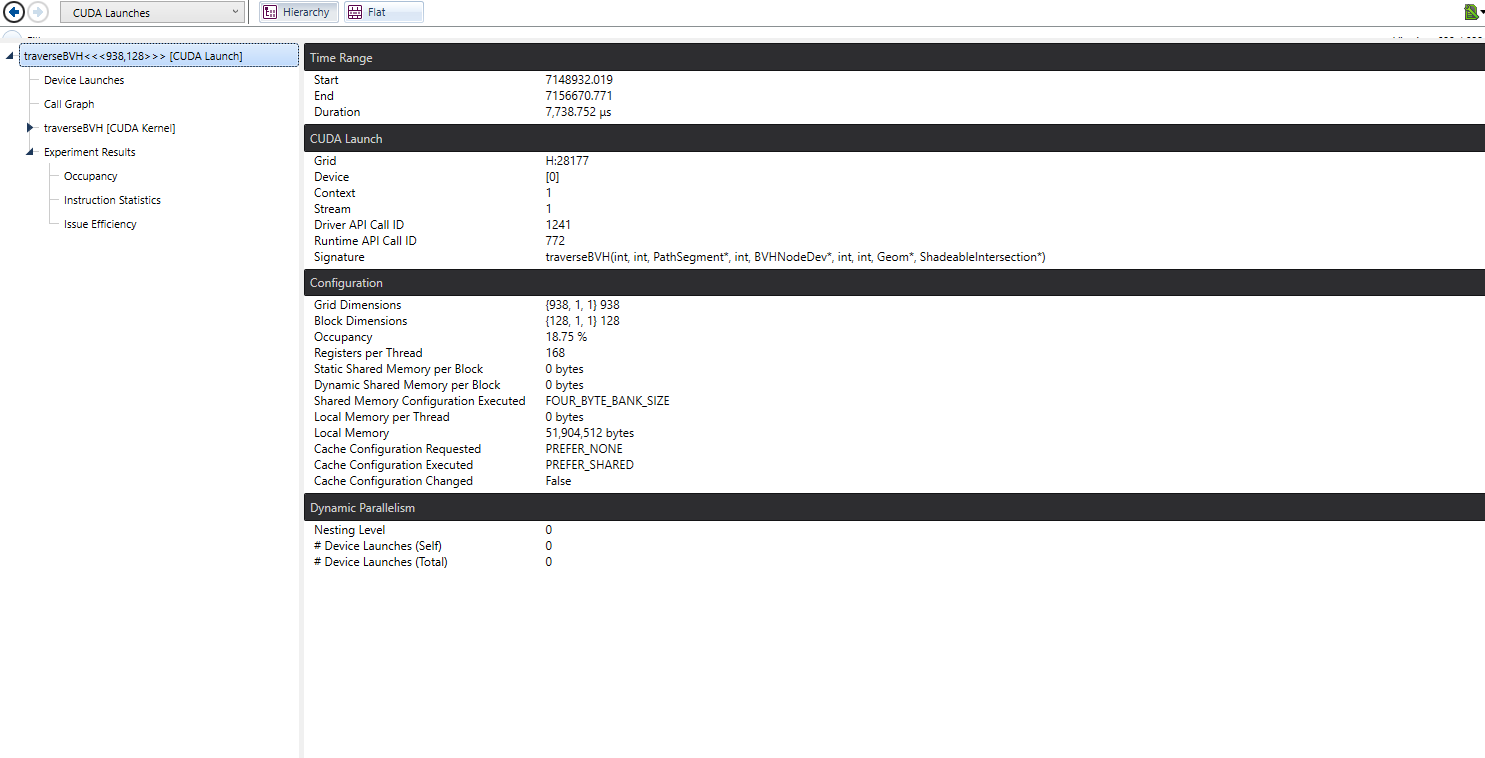 CUDA Launches Hierarchy Flat
traverseBVH<<<938,128>>> [CUDA Launch]
Device Launches
Call Graph
traverseBVH [CUDA Kernel]
Experiment Results
Occupancy
Instruction Statistics
Issue Efficiency
Time Range
Start 7148932.019
End 7156670.771
Duration 7,738.752 µs
CUDA Launch
Grid H:28177
Device [0]
Context 1
Stream 1
Driver API Call ID 1241
Runtime API Call ID 772
Signature traverseBVH(int, int, PathSegment*, int, BVHNodeDev*, int, int, Geom*, ShadeableIntersection*)
Configuration
Grid Dimensions {938, 1, 1} 938
Block Dimensions {128, 1, 1} 128
Occupancy 18.75 %
Registers per Thread 168
Static Shared Memory per Block 0 bytes
Dynamic Shared Memory per Block 0 bytes
Shared Memory Configuration Executed FOUR_BYTE_BANK_SIZE
Local Memory per Thread 0 bytes
Local Memory 51,904,512 bytes
Cache Configuration Requested PREFER_NONE
Cache Configuration Executed PREFER_SHARED
Cache Configuration Changed False
Dynamic Parallelism
Nesting Level 0
# Device Launches (Self) 0
# Device Launches (Total) 0